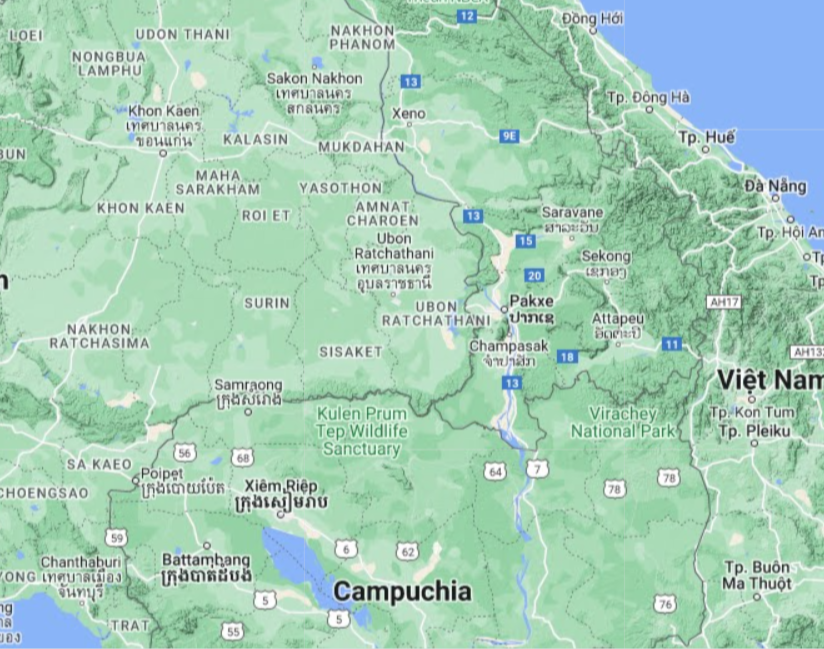 12
Đồng Hới
LOEI
UDON THANI
NAKHON
PHANOM
NONGBUA
LAMPHU
Sakon Nakhon
เทศบาลนคร
สกลนคร
13
Tp. Đông Hà
Khon Kaen
เทศบาลนคร
ขอนแก่น
Xeno
9E
Tp. Huế
KALASIN
MUKDAHAN
BUN
MAHA
SARAKHAM
YASOTHON
Đà Nẵng
KHON KAEN
ROI ET
AMNAT
CHAROEN
13
Saravane
ສາລະວັນ
Tp. Hội An
Ubon
Ratchathani
เทศบาลนคร
อุบลราชธานี
15
Sekong
ເຊກອງ
20
SURIN
UBON
RATCHATHANI
Pakxe
ປາກເຊ
AH17
NAKHON
RATCHASIMA
Attapeu
ອັດຕະປື
SISAKET
Champasak
ຈຳປາສັກ
18
11
AH132
Samraong
ក្រុងសំរោង
13
Việt Nam
Kulen Prum
Tep Wildlife
Sanctuary
Virachey
National Park
Tp. Kon Tum
Tp. Pleiku
56
68
SA KAEO
Poipet
ក្រុងប៉ោយប៉ែត
64
7
78
78
CHOENGSAO
Xiêm Riệp
ក្រុងសៀមរាប
59
6
62
Battambang
ក្រុងបាត់ដំបង
Chanthaburi
เทศบาลเมือง
จันทบุรี
YONG
Campuchia
Tp. Buôn
Ma Thuột
5
5
76
TRAT
55